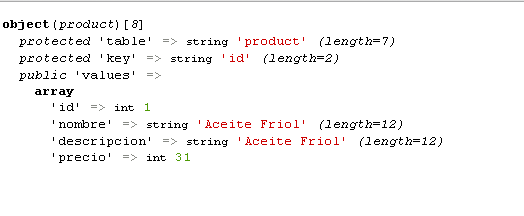 object(product)[8]
protected 'table' => string 'product' (length=7)
protected 'key' => string 'id' (length=2)
public 'values' =>
array
'id' => int 1
'nombre' => string 'Aceite Friol' (length=12)
'descripcion' => string 'Aceite Friol' (length=12)
'precio' => int 31